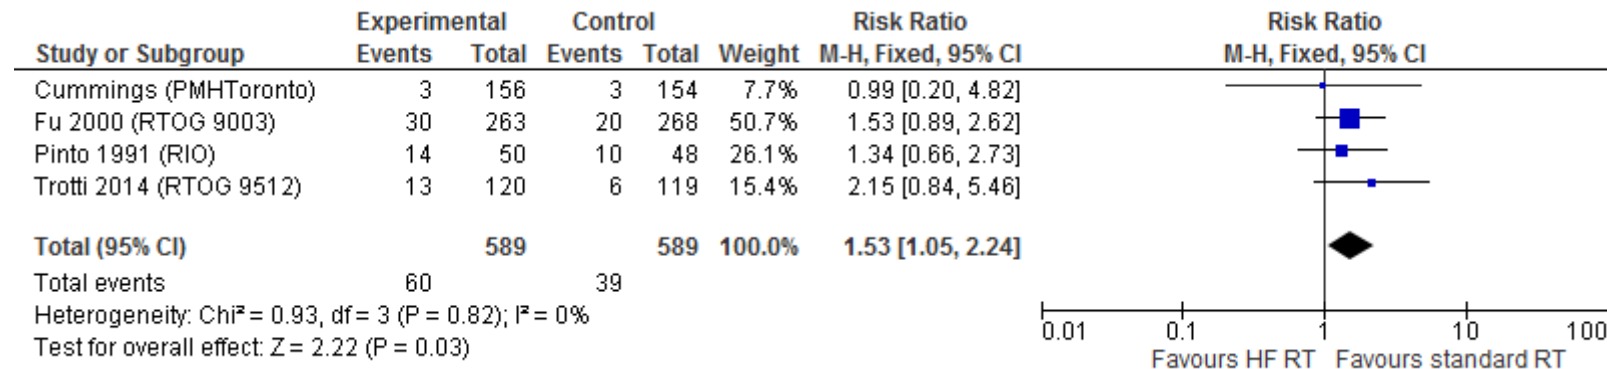 Experimental Control Risk Ratio Risk Ratio
Study or Subgroup Events Total Events Total Weight M-H, Fixed, 95% CI M-H, Fixed, 95% CI
Cummings (PMHToronto) 3 156 3 154 7.7% 0.99 [0.20, 4.82]
Fu 2000 (RTOG 9003) 30 263 20 268 50.7% 1.53 [0.89, 2.62]
Pinto 1991 (RIO) 14 50 10 48 26.1% 1.34 [0.66, 2.73]
Trotti 2014 (RTOG 9512) 13 120 6 119 15.4% 2.15 [0.84, 5.46]
Total (95% CI) 589 589 100.0% 1.53 [1.05, 2.24]
Total events 60 39
Heterogeneity: Chi² = 0.93, df = 3 (P = 0.82); I² = 0%
Test for overall effect: Z = 2.22 (P = 0.03)
0.01 0.1 1 10 100
Favours HF RT Favours standard RT